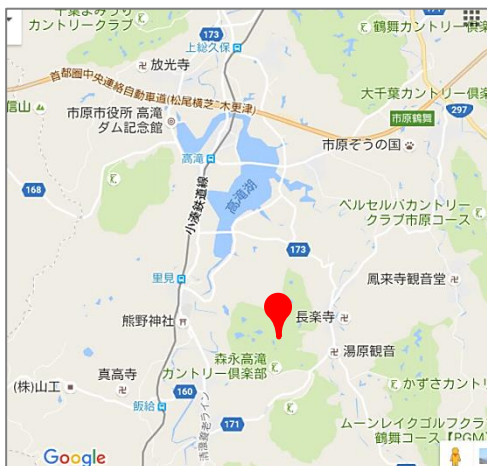 千葉よみうり
カントリークラブ
173
鶴舞カントリー倶楽
上総久保
放光寺
首都圏中央連絡自動車道(松尾横芝-木更津)
大千葉カントリー倶楽
信山
市原市役所 高滝
ダム記念館
市原鶴舞
297
市原ぞうの国
高滝
168
小湊鉄道線
高滝湖
ベルセルバカントリー
クラブ市原コース
173
里見
鳳来寺観音堂
熊野神社
長楽寺
湯原観音
森永高滝
カントリー倶楽部
真高寺
(株)山工
160
飯給
かずさカントリ
171
清澄養老ライン
ムーンレイクゴルフクラ
鶴舞コース【PGM】
Google